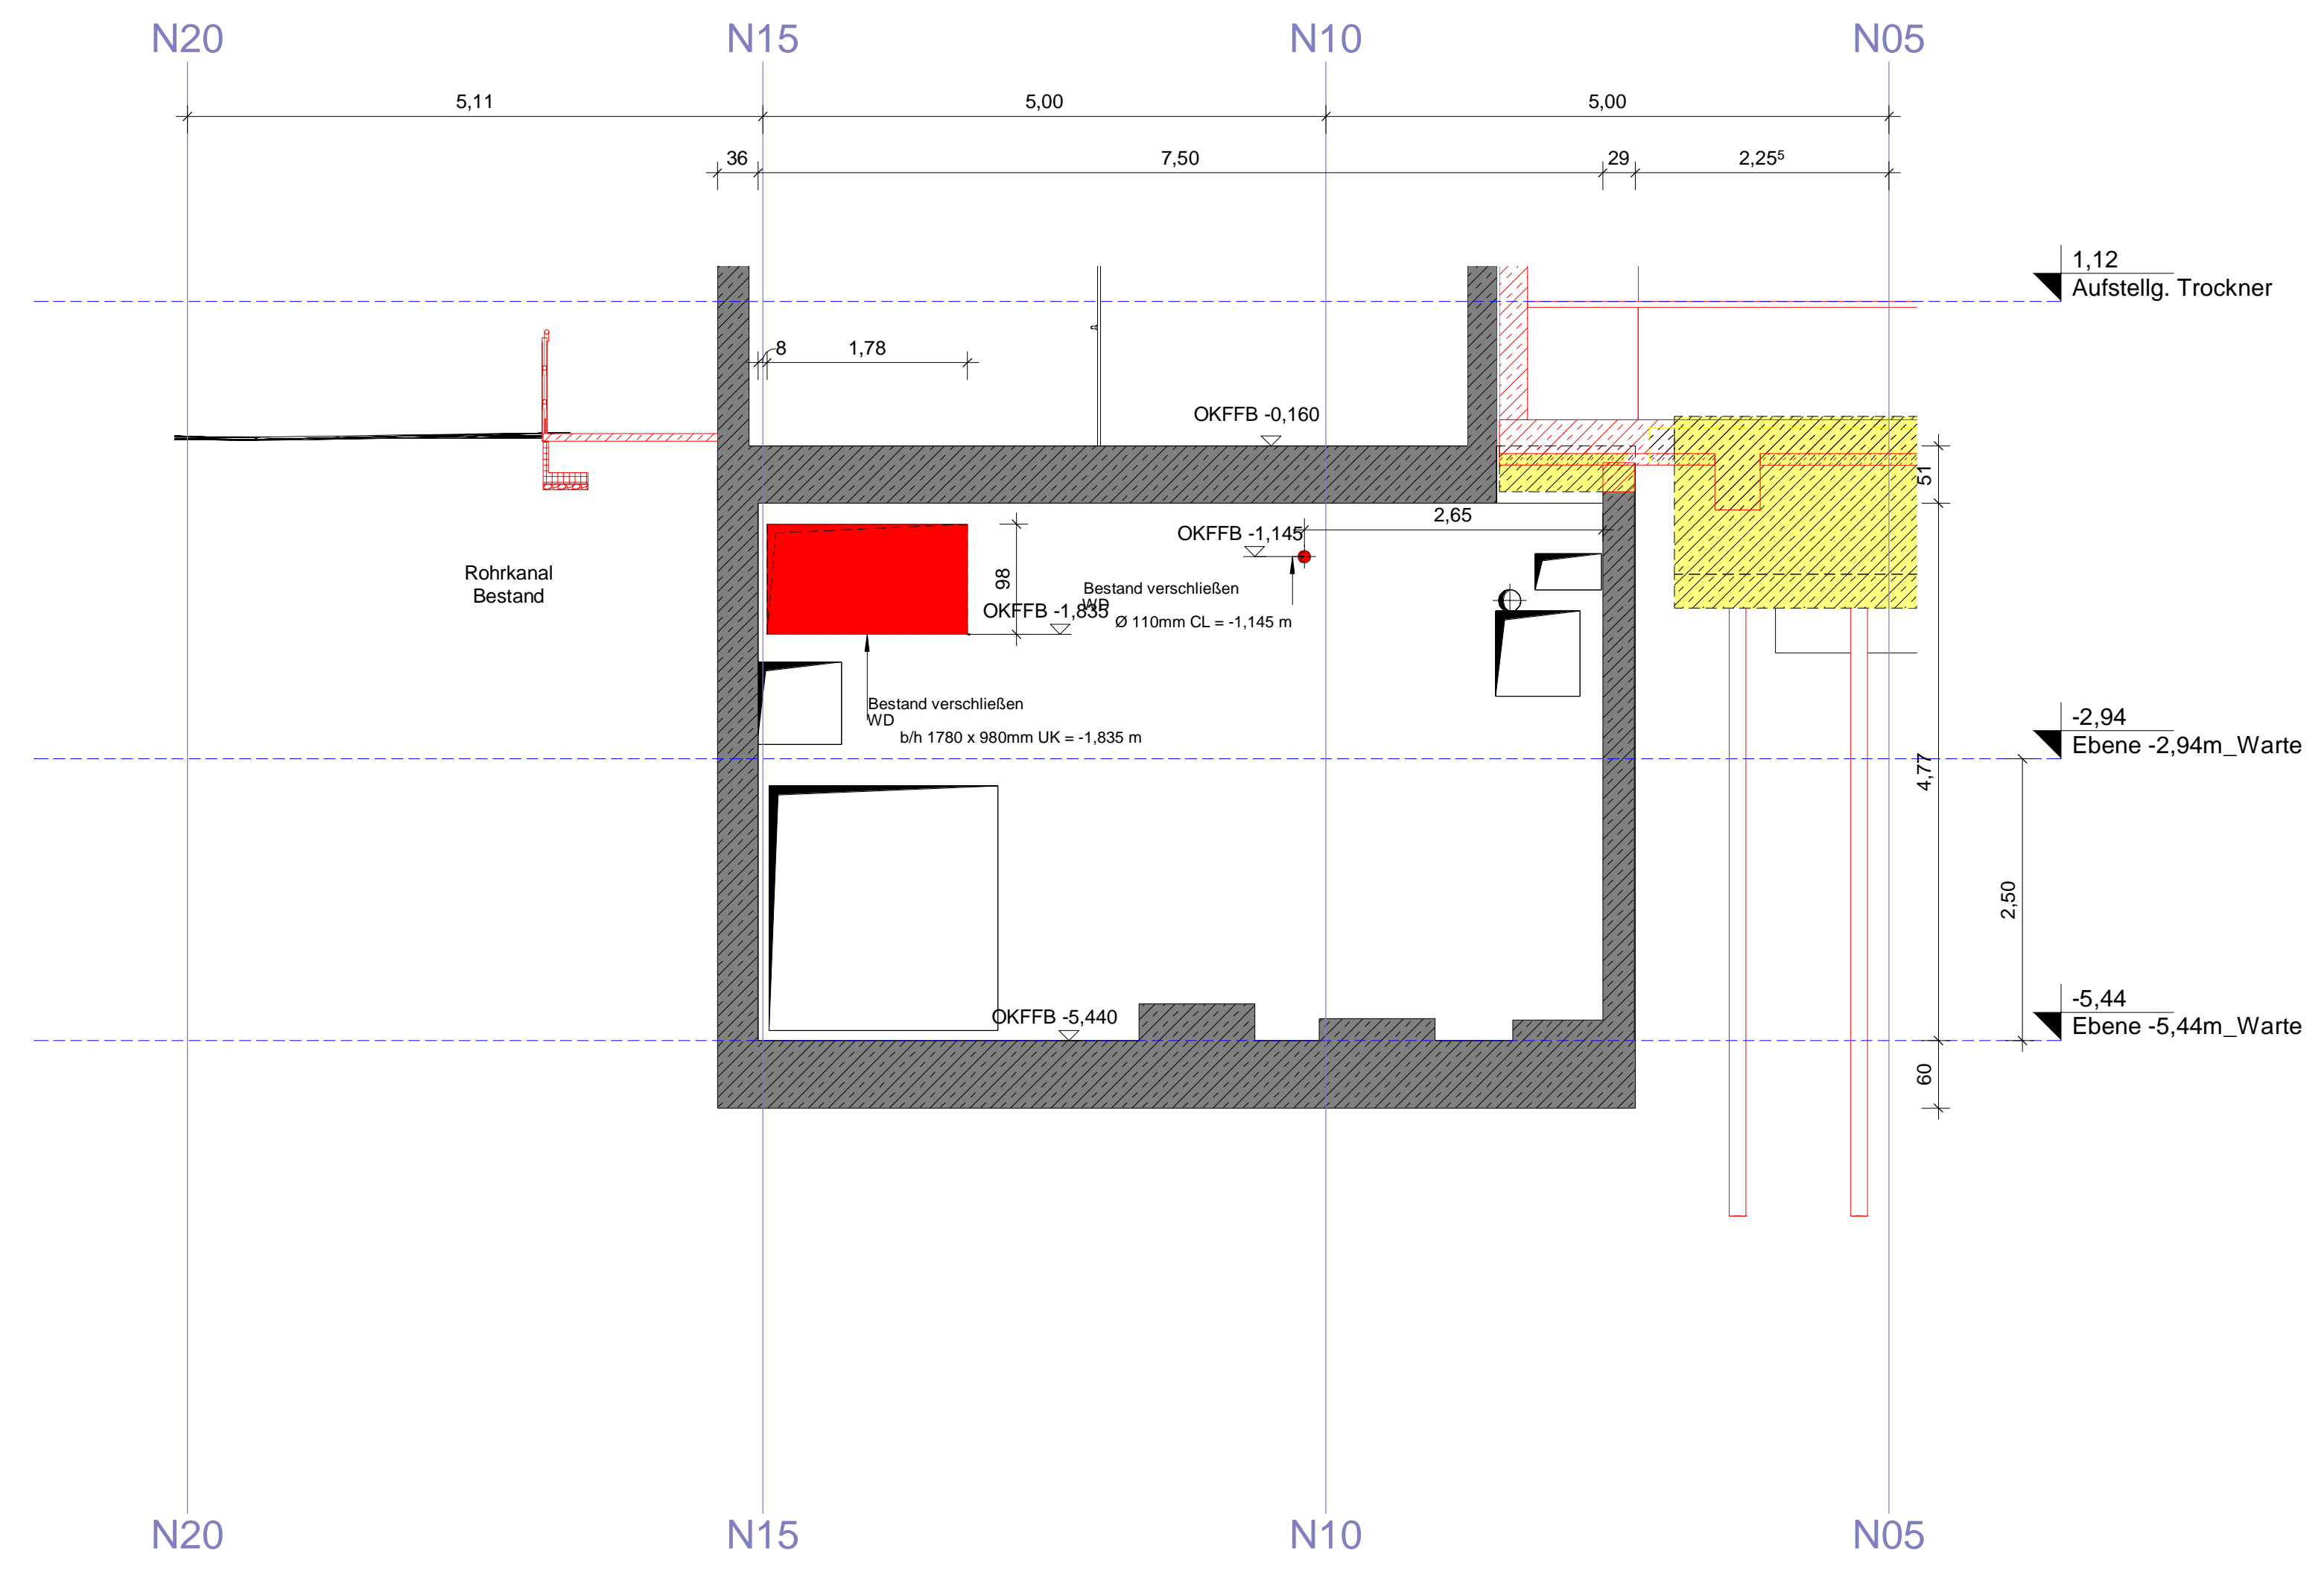 N20 N15 N10 N05
5,11 5,00 5,00
36 7,50 29 2,25⁵
1,12
Aufstellg. Trockner
8 1,78
OKFFB -0,160
51
2,65
OKFFB -1,145
Rohrkanal
Bestand
98
Bestand verschließen
WD
Ø 110mm CL = -1,145 m
OKFFB -1,835
Bestand verschließen
WD
b/h 1780 x 980mm UK = -1,835 m
-2,94
Ebene -2,94m_Warte
4,77
2,50
OKFFB -5,440
-5,44
Ebene -5,44m_Warte
60
N20 N15 N10 N05